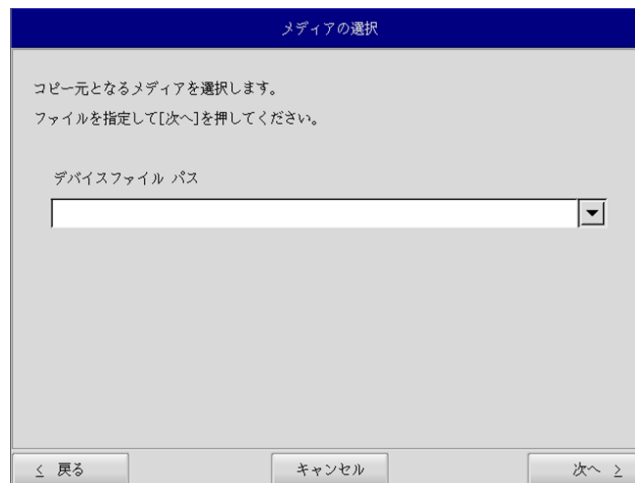 メディアの選択
コピー元となるメディアを選択します。
ファイルを指定して[次へ]を押してください。
デバイスファイル パス
< 戻る
キャンセル
次へ >